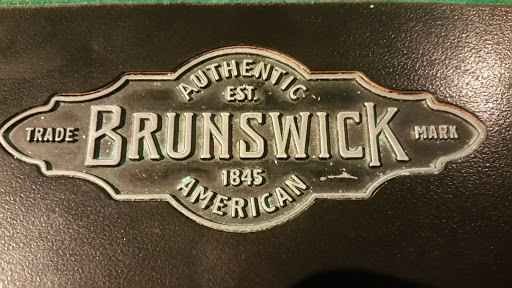 AUTHENTIC
EST.
TRADE BRUNSWICK MARK
1845
AMERICAN